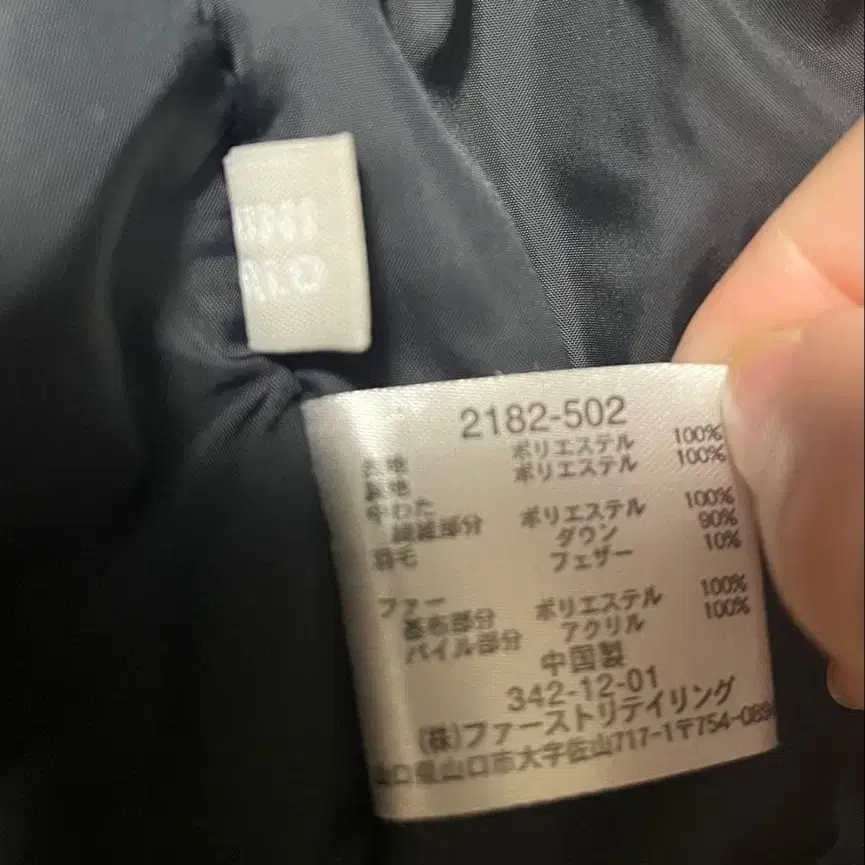 2182-502
表地 ポリエステル 100%
裏地 ポリエステル 100%
中わた
繊維部分 ポリエステル 100%
羽毛 ダウン 90%
フェザー 10%
ファー
基布部分 ポリエステル 100%
パイル部分 アクリル 100%
中国製
342-12-01
(株)ファーストリテイリング
山口県山口市大字佐山717-1〒754-089